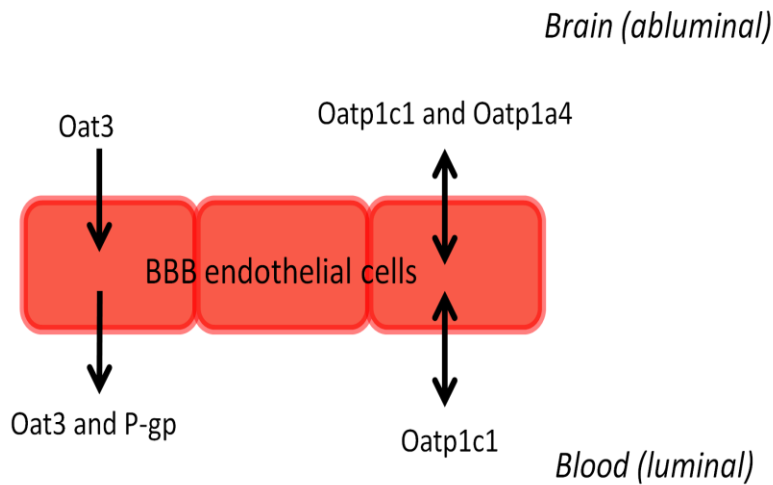 Brain (abluminal)
Oat3
Oatp1c1 and Oatp1a4
BBB endothelial cells
Oat3 and P-gp
Oatp1c1
Blood (luminal)